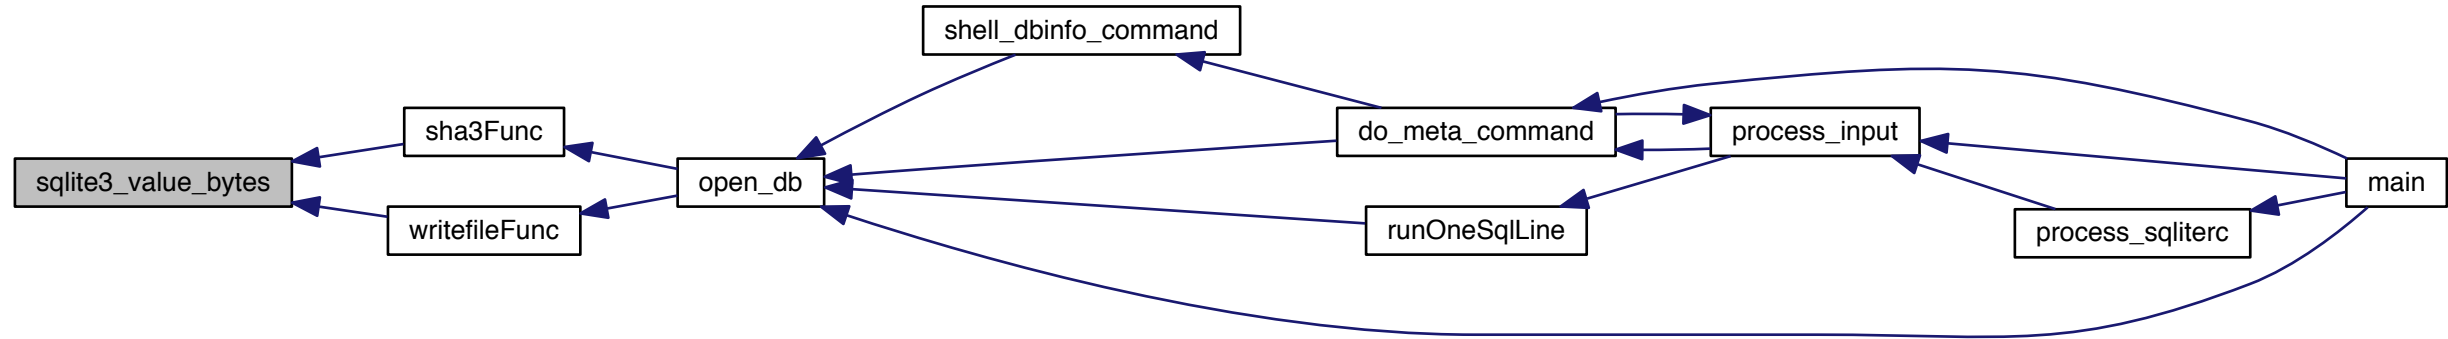 shell_dbinfo_command
sha3Func
do_meta_command
process_input
sqlite3_value_bytes
open_db
main
writefileFunc
runOneSqlLine
process_sqliterc